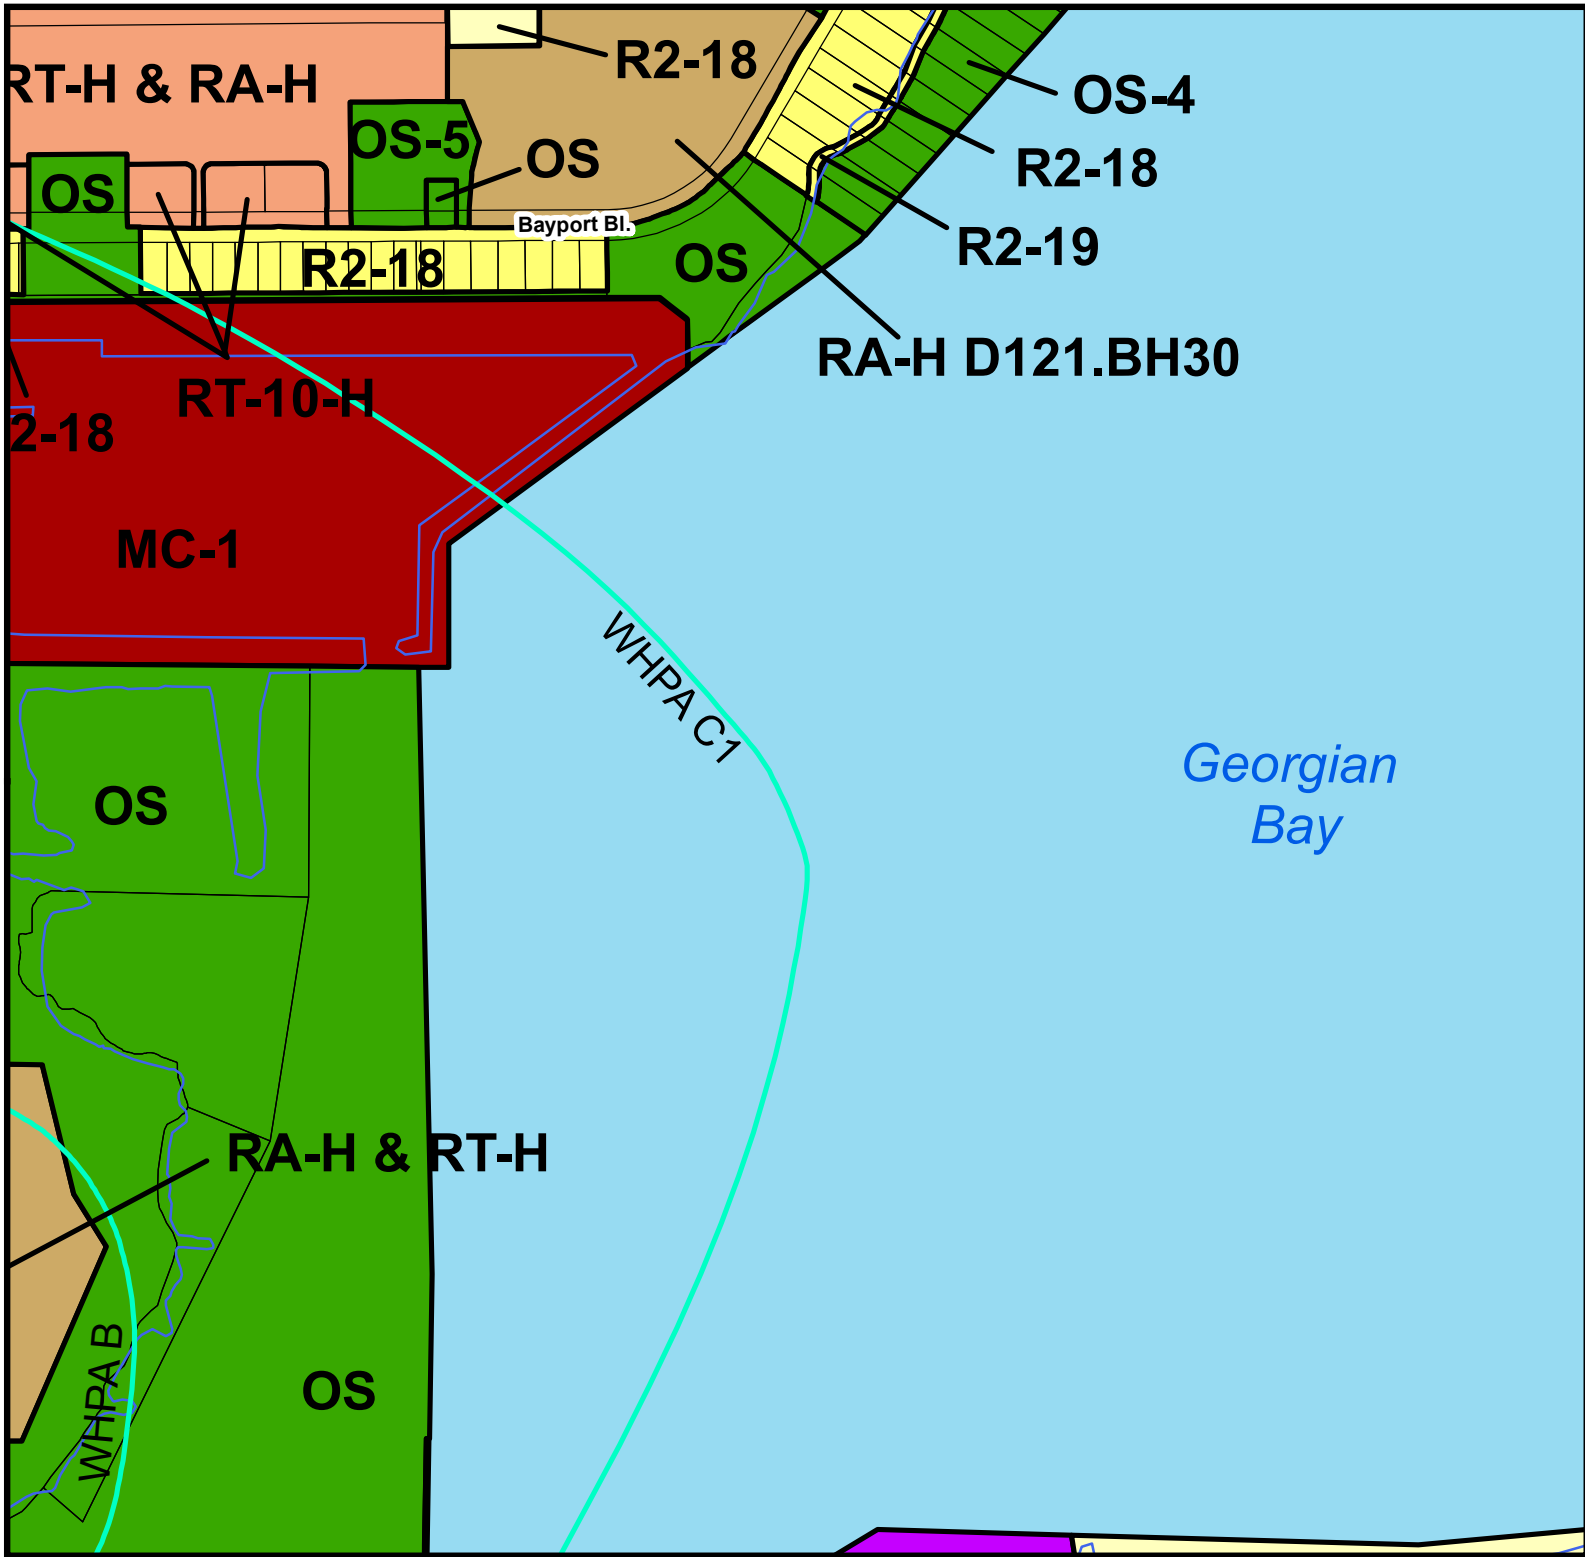 R2-18
RT-H & RA-H
OS-4
OS-5
OS
R2-18
OS
Bayport Bl.
R2-19
OS
R2-18
RA-H D121.BH30
RT-10-H
2-18
MC-1
WHPA C1
Georgian
Bay
OS
RA-H & RT-H
WHPA B
OS